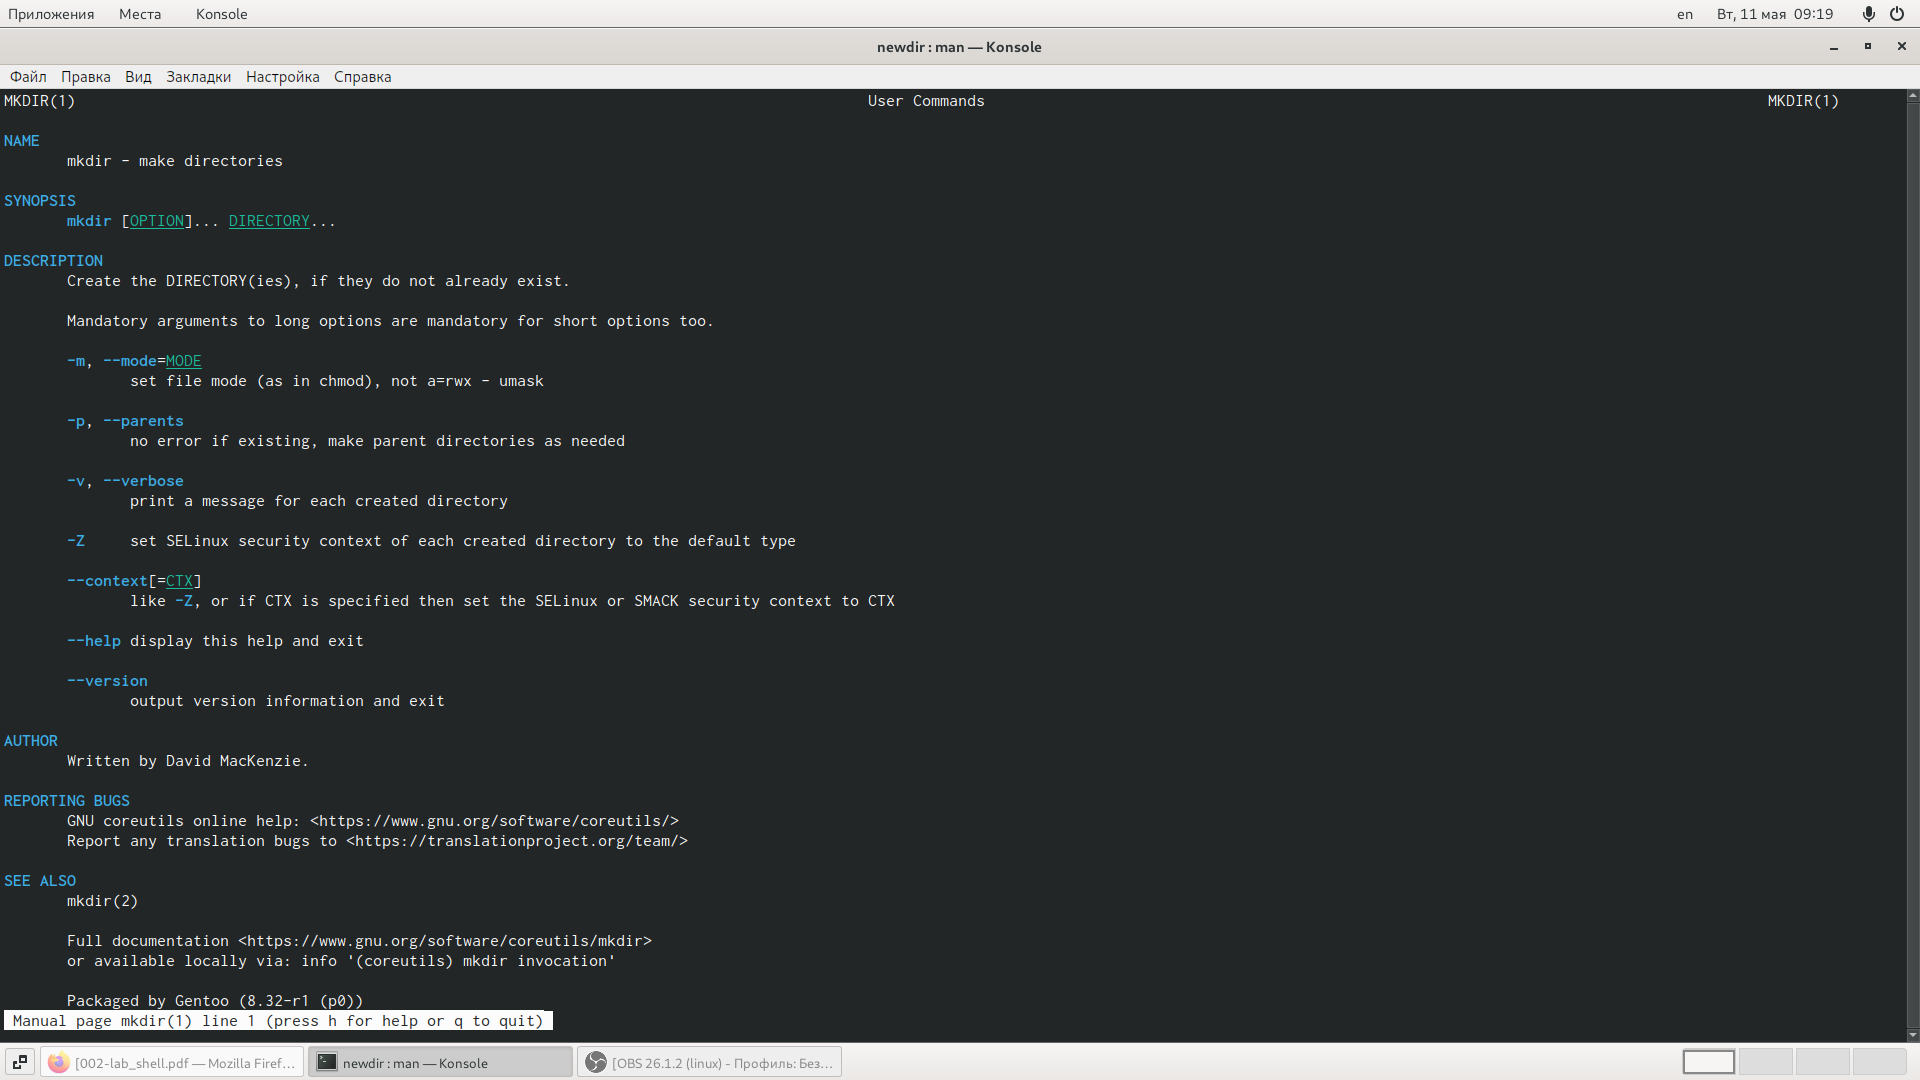 Приложения Места Konsole en Вт, 11 мая 09:19
newdir : man — Konsole
Файл Правка Вид Закладки Настройка Справка
MKDIR(1) User Commands MKDIR(1)
NAME
mkdir - make directories
SYNOPSIS
mkdir [OPTION]... DIRECTORY...
DESCRIPTION
Create the DIRECTORY(ies), if they do not already exist.
Mandatory arguments to long options are mandatory for short options too.
-m, --mode=MODE
set file mode (as in chmod), not a=rwx - umask
-p, --parents
no error if existing, make parent directories as needed
-v, --verbose
print a message for each created directory
-Z set SELinux security context of each created directory to the default type
--context[=CTX]
like -Z, or if CTX is specified then set the SELinux or SMACK security context to CTX
--help display this help and exit
--version
output version information and exit
AUTHOR
Written by David MacKenzie.
REPORTING BUGS
GNU coreutils online help: <https://www.gnu.org/software/coreutils/>
Report any translation bugs to <https://translationproject.org/team/>
SEE ALSO
mkdir(2)
Full documentation <https://www.gnu.org/software/coreutils/mkdir>
or available locally via: info '(coreutils) mkdir invocation'
Packaged by Gentoo (8.32-r1 (p0))
Manual page mkdir(1) line 1 (press h for help or q to quit)
[002-lab_shell.pdf — Mozilla Firef... newdir : man — Konsole [OBS 26.1.2 (linux) - Профиль: Без...